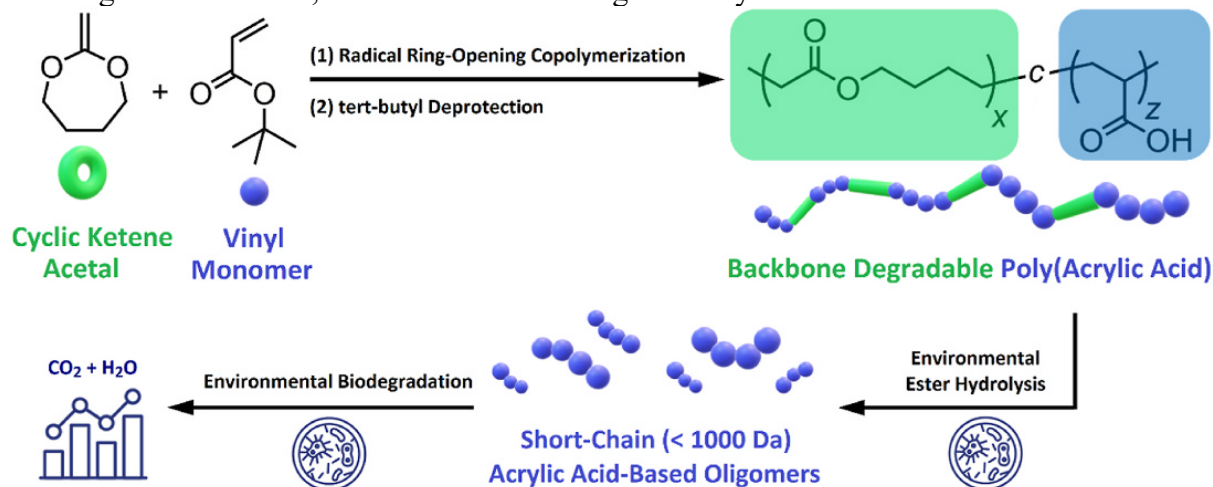 (1) Radical Ring-Opening Copolymerization
(2) tert-butyl Deprotection
O O + O O
O O x c z O OH
Cyclic Ketene Acetal
Vinyl Monomer
Backbone Degradable Poly(Acrylic Acid)
Environmental
Ester Hydrolysis
Short-Chain (< 1000 Da)
Acrylic Acid-Based Oligomers
Environmental Biodegradation
CO₂ + H₂O